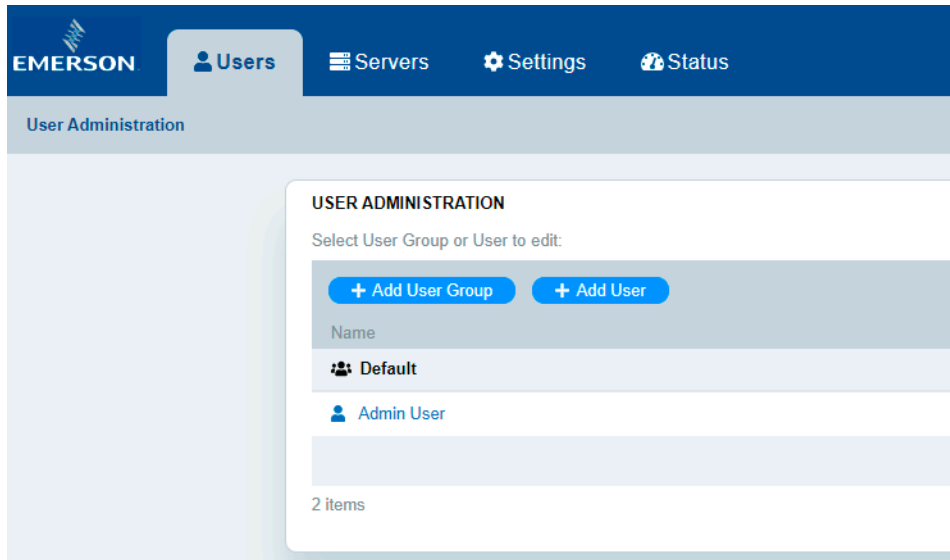 EMERSON
Users Servers Settings Status
User Administration
USER ADMINISTRATION
Select User Group or User to edit:
+ Add User Group + Add User
Name
Default
Admin User
2 items